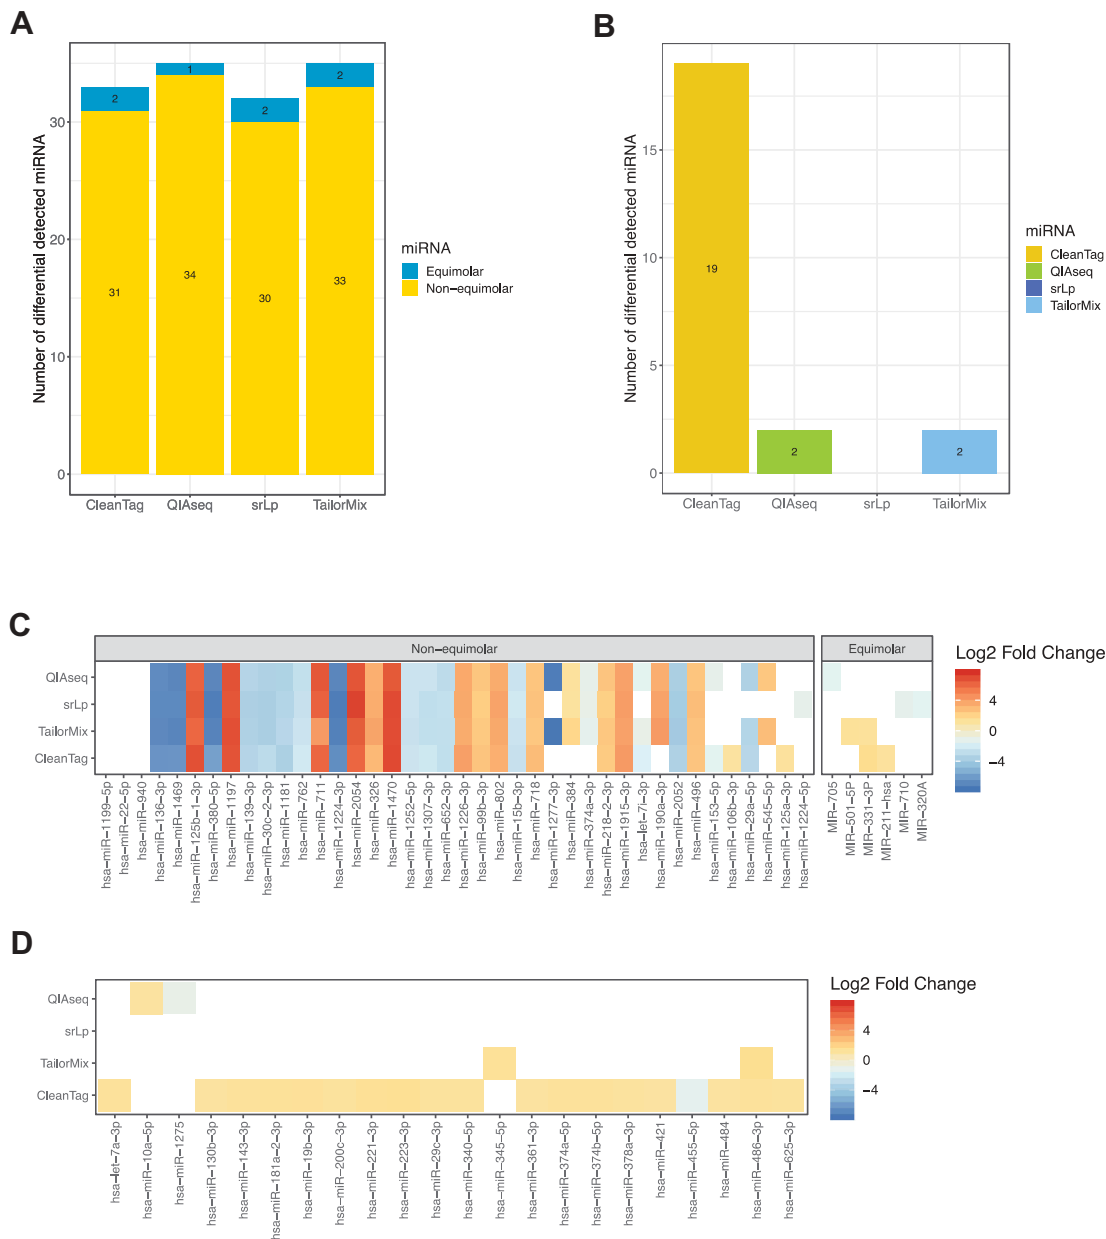 A
Number of differential detected miRNA
30
20
10
0
2
1
2
2
31
34
30
33
CleanTag
QIAseq
srLp
TailorMix
miRNA
Equimolar
Non−equimolar
B
Number of differential detected miRNA
15
10
5
0
19
2
2
CleanTag
QIAseq
srLp
TailorMix
miRNA
CleanTag
QIAseq
srLp
TailorMix
C
Non−equimolar
Equimolar
QIAseq
srLp
TailorMix
CleanTag
hsa−miR−1199−5p
hsa−miR−22−5p
hsa−miR−940
hsa−miR−136−3p
hsa−miR−1469
hsa−miR−125b−1−3p
hsa−miR−380−5p
hsa−miR−1197
hsa−miR−139−3p
hsa−miR−30c−2−3p
hsa−miR−1181
hsa−miR−762
hsa−miR−711
hsa−miR−1224−3p
hsa−miR−2054
hsa−miR−326
hsa−miR−1470
hsa−miR−1252−5p
hsa−miR−1307−3p
hsa−miR−652−3p
hsa−miR−1226−3p
hsa−miR−99b−3p
hsa−miR−802
hsa−miR−15b−3p
hsa−miR−718
hsa−miR−1277−3p
hsa−miR−384
hsa−miR−374a−3p
hsa−miR−218−2−3p
hsa−miR−1915−3p
hsa−let−7i−3p
hsa−miR−190a−3p
hsa−miR−2052
hsa−miR−496
hsa−miR−153−5p
hsa−miR−106b−3p
hsa−miR−298a−5p
hsa−miR−545−5p
hsa−miR−1258−3p
hsa−miR−1224−5p
MIR−705
MIR−501−5P
MIR−331−3P
MIR−211−hsa
MIR−710
MIR−320A
Log2 Fold Change
4
0
−4
D
QIAseq
srLp
TailorMix
CleanTag
hsa−let−7a−3p
hsa−miR−10a−5p
hsa−miR−1275
hsa−miR−130b−3p
hsa−miR−143−3p
hsa−miR−181a−2−3p
hsa−miR−19b−3p
hsa−miR−200c−3p
hsa−miR−221−3p
hsa−miR−223−3p
hsa−miR−29c−3p
hsa−miR−340−5p
hsa−miR−345−5p
hsa−miR−361−3p
hsa−miR−374a−5p
hsa−miR−374b−5p
hsa−miR−378a−3p
hsa−miR−421
hsa−miR−455−5p
hsa−miR−484
hsa−miR−486−3p
hsa−miR−625−3p
Log2 Fold Change
4
0
−4